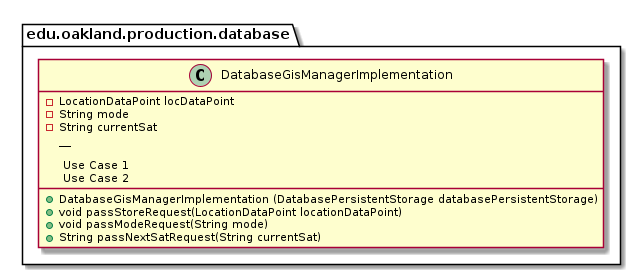 edu.oakland.production.database
C DatabaseGisManagerImplementation
LocationDataPoint locDataPoint
String mode
String currentSat
__
Use Case 1
Use Case 2
DatabaseGisManagerImplementation (DatabasePersistentStorage databasePersistentStorage)
void passStoreRequest(LocationDataPoint locationDataPoint)
void passModeRequest(String mode)
String passNextSatRequest(String currentSat)